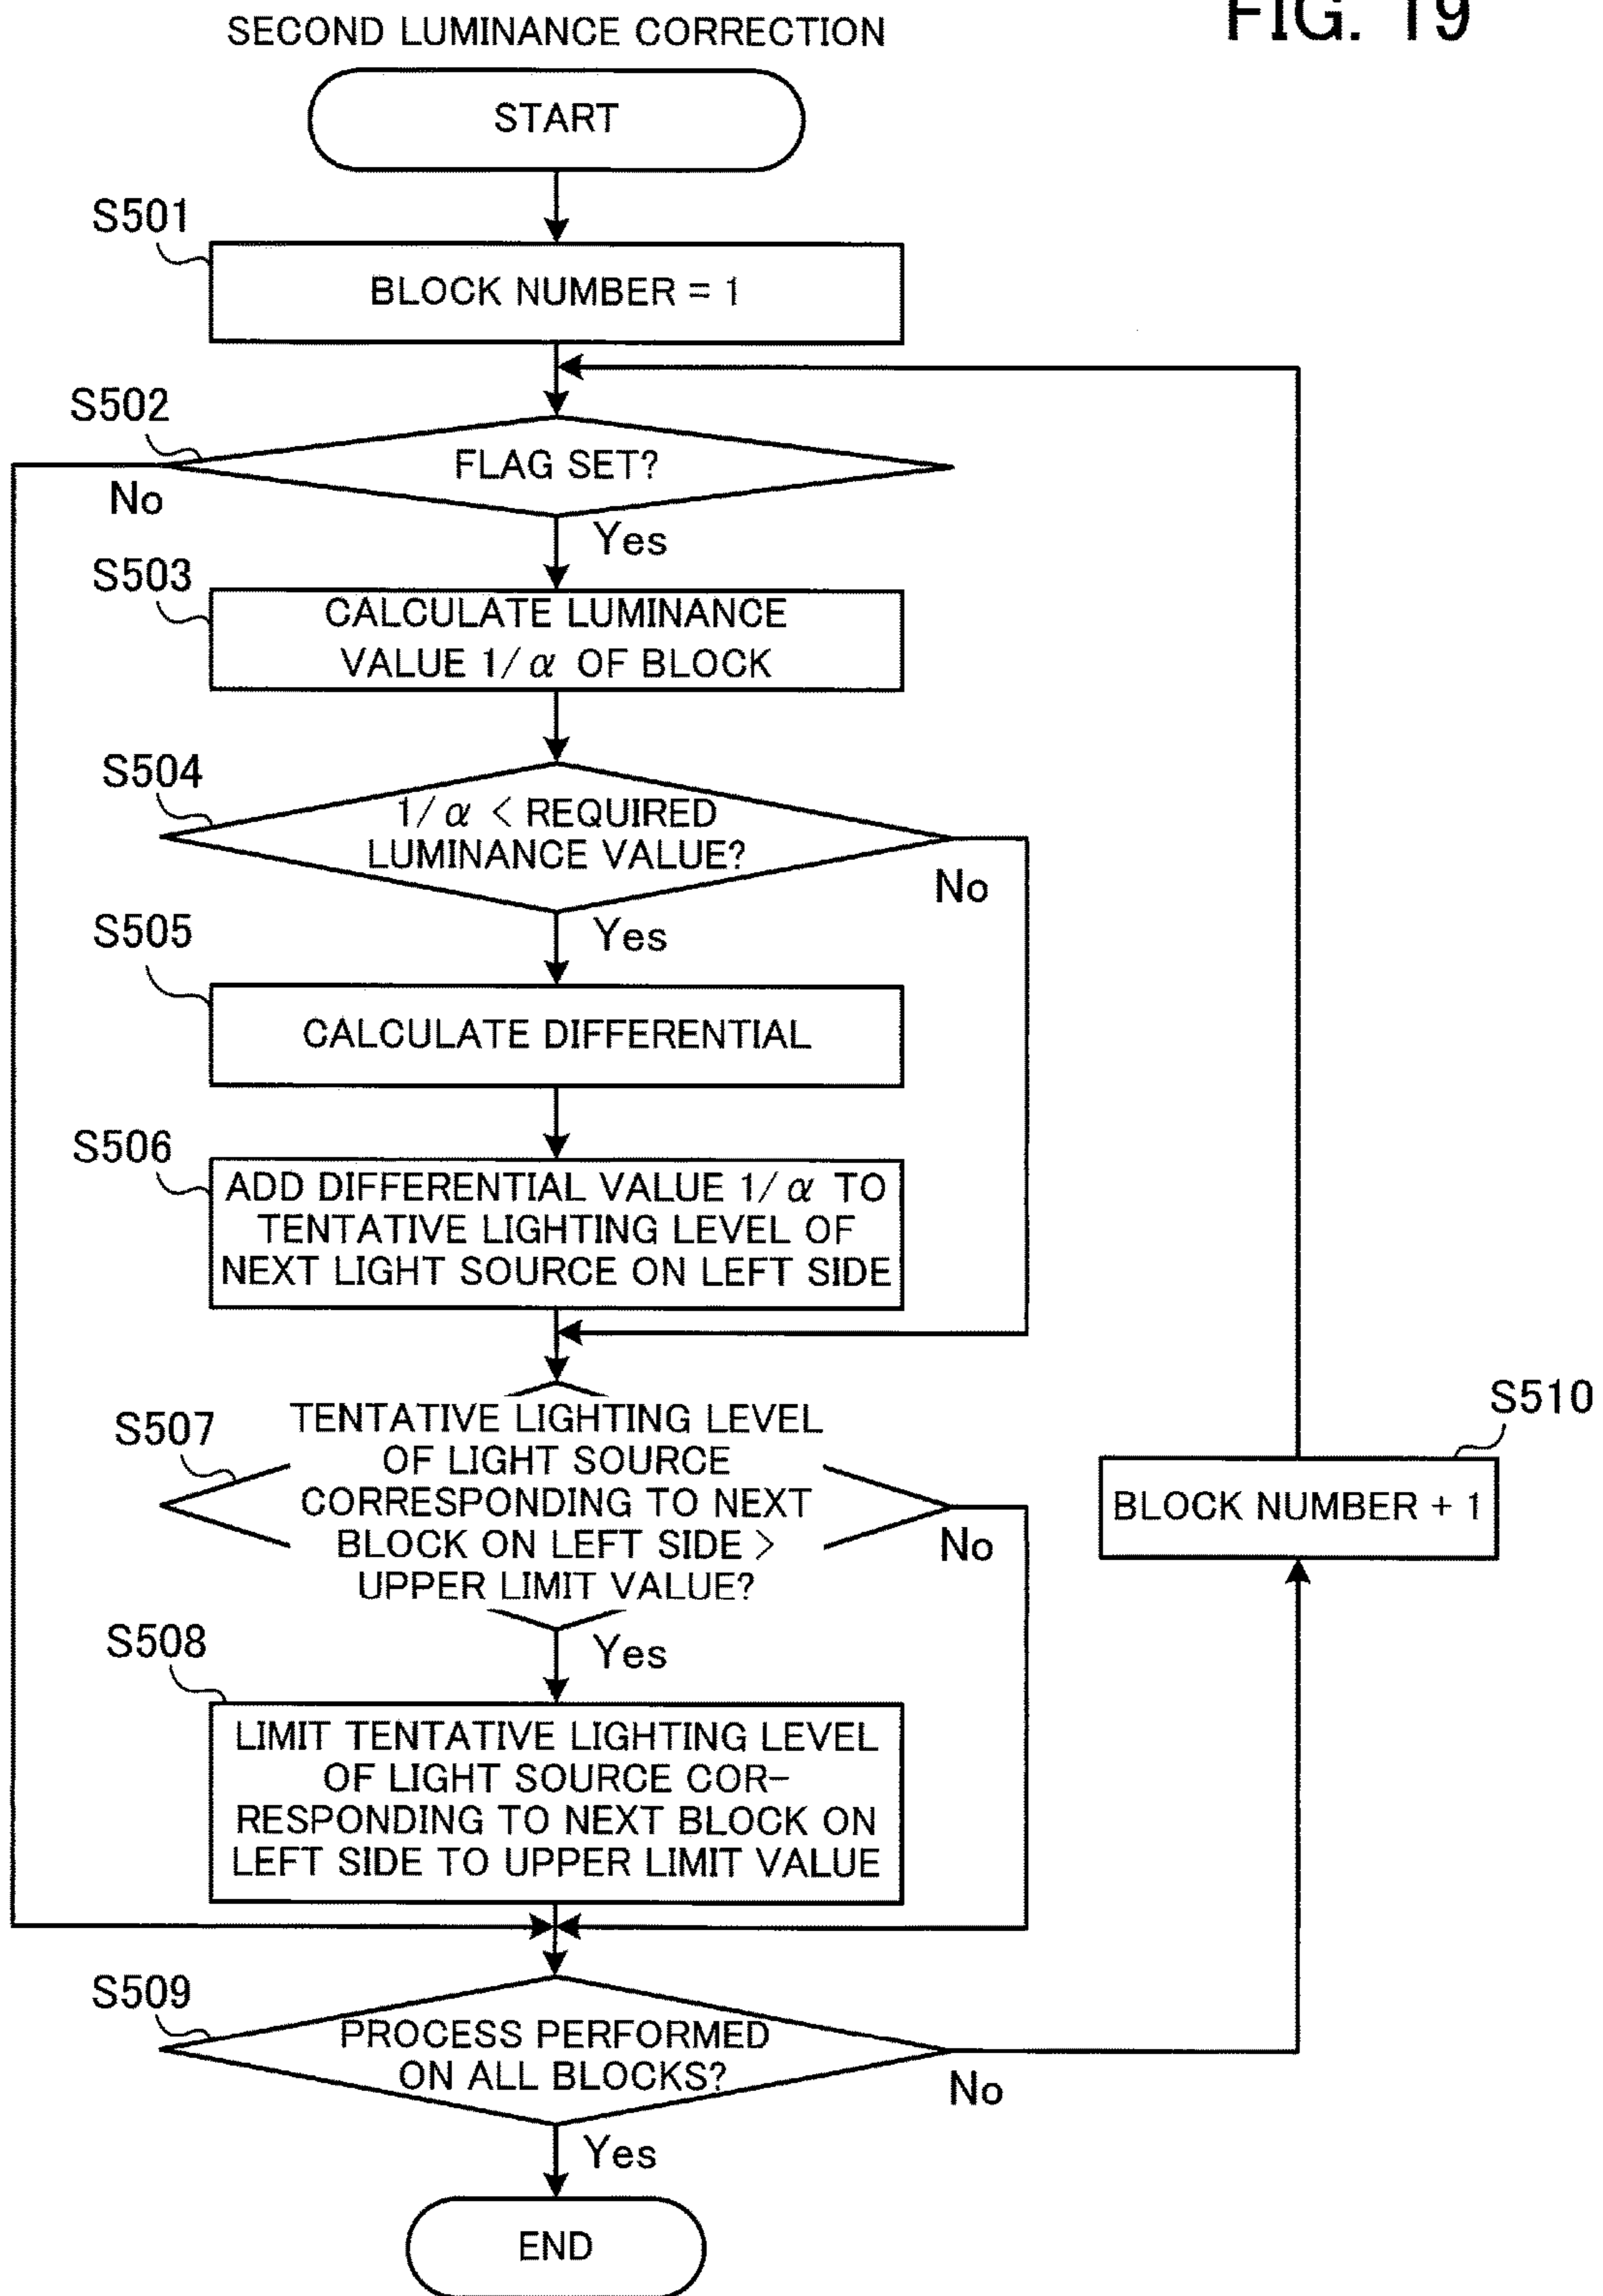 FIG. 19
SECOND LUMINANCE CORRECTION
START
S501
BLOCK NUMBER = 1
S502
FLAG SET?
No
Yes
S503
CALCULATE LUMINANCE
VALUE 1/α OF BLOCK
S504
1/α < REQUIRED
LUMINANCE VALUE?
No
Yes
S505
CALCULATE DIFFERENTIAL
S506
ADD DIFFERENTIAL VALUE 1/α TO
TENTATIVE LIGHTING LEVEL OF
NEXT LIGHT SOURCE ON LEFT SIDE
S507
TENTATIVE LIGHTING LEVEL
OF LIGHT SOURCE
CORRESPONDING TO NEXT
BLOCK ON LEFT SIDE >
UPPER LIMIT VALUE?
No
Yes
S510
BLOCK NUMBER + 1
S508
LIMIT TENTATIVE LIGHTING LEVEL
OF LIGHT SOURCE COR-
RESPONDING TO NEXT BLOCK ON
LEFT SIDE TO UPPER LIMIT VALUE
S509
PROCESS PERFORMED
ON ALL BLOCKS?
No
Yes
END